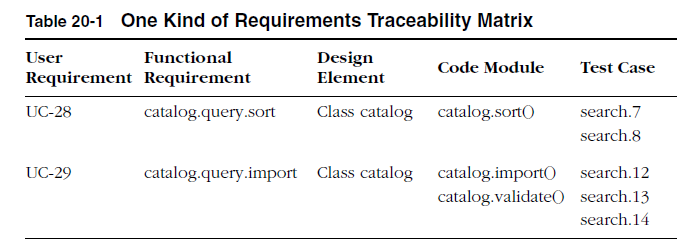 Table 20-1 One Kind of Requirements Traceability Matrix
User Functional Design
Requirement Requirement Element Code Module Test Case
UC-28 catalog.query.sort Class catalog catalog.sort() search.7
search.8
UC-29 catalog.query.import Class catalog catalog.import() search.12
catalog.validate() search.13
search.14